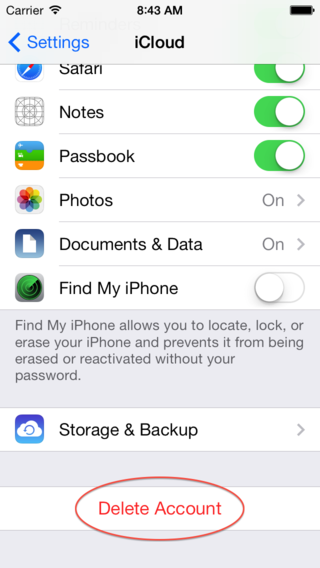 Carrier 8:43 AM
Settings iCloud
Safari
Notes
Passbook
Photos On
Documents & Data On
Find My iPhone
Find My iPhone allows you to locate, lock, or
erase your iPhone and prevents it from being
erased or reactivated without your
password.
Storage & Backup
Delete Account